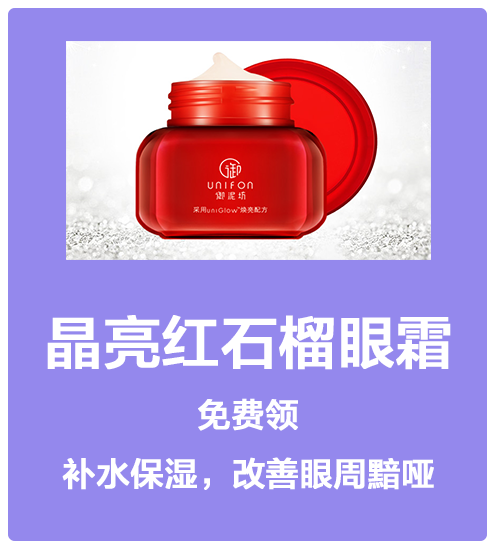 御
UNIFON
御泥坊
采用uniGlow®焕亮配方
晶亮红石榴眼霜
免费领
补水保湿，改善眼周黯哑